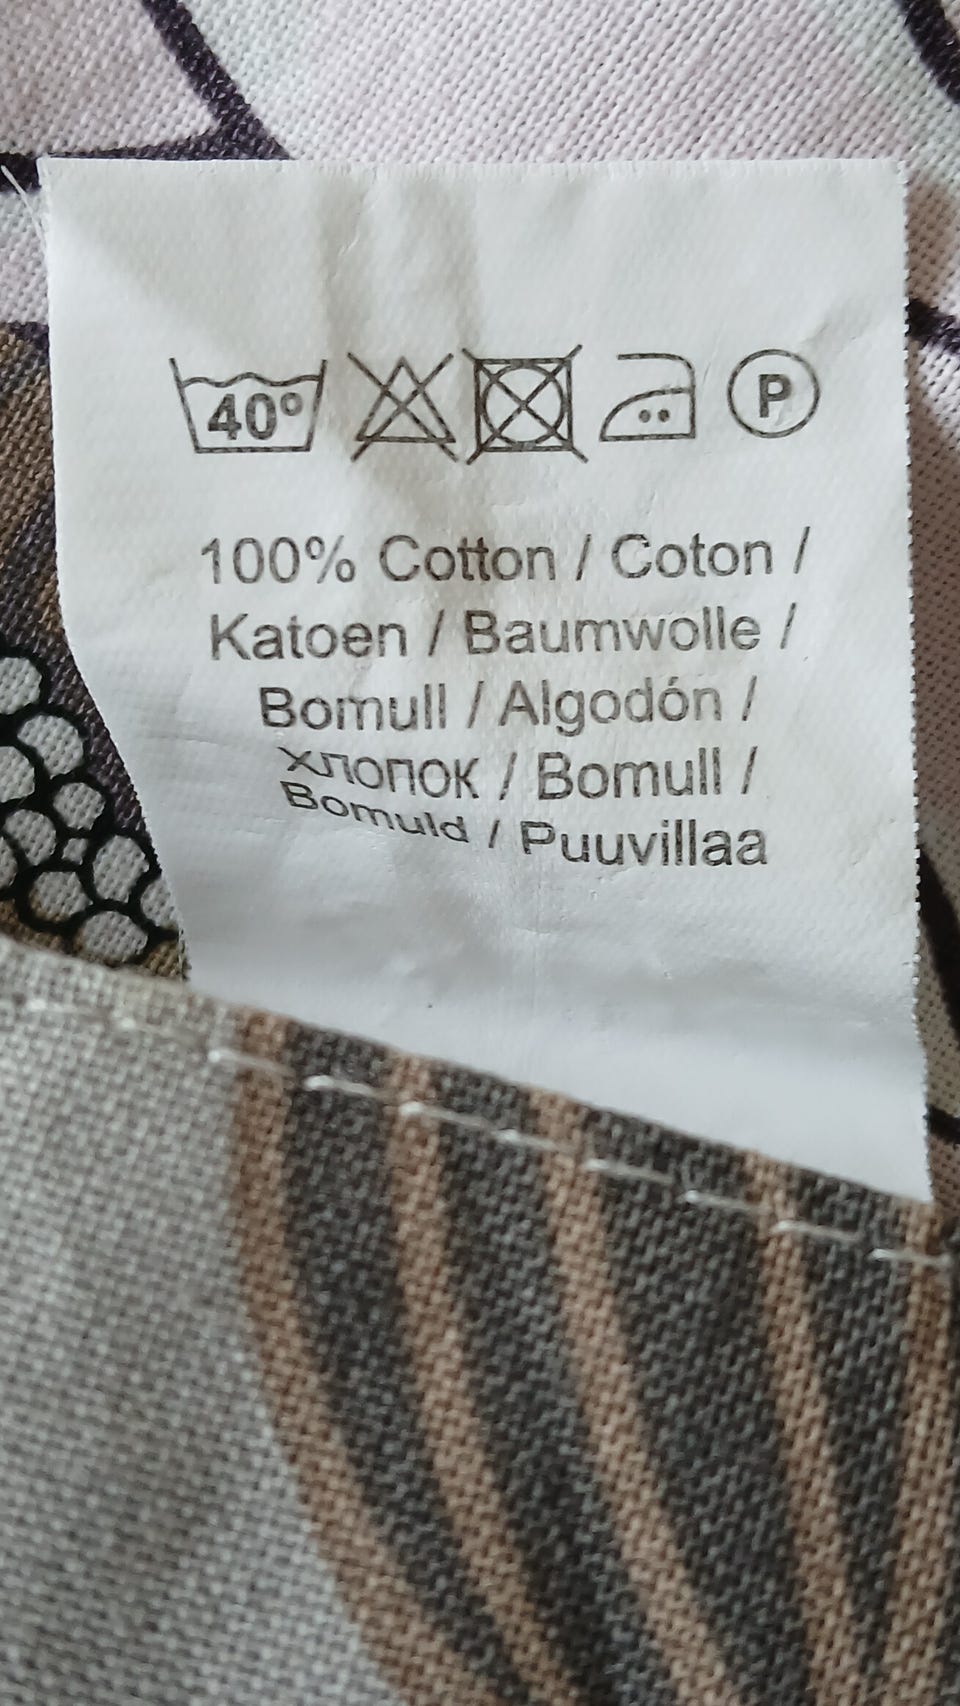 40°
P
100% Cotton / Coton /
Katoen / Baumwolle /
Bomull / Algodón /
хлопок / Bomull /
Bomuld / Puuvillaa